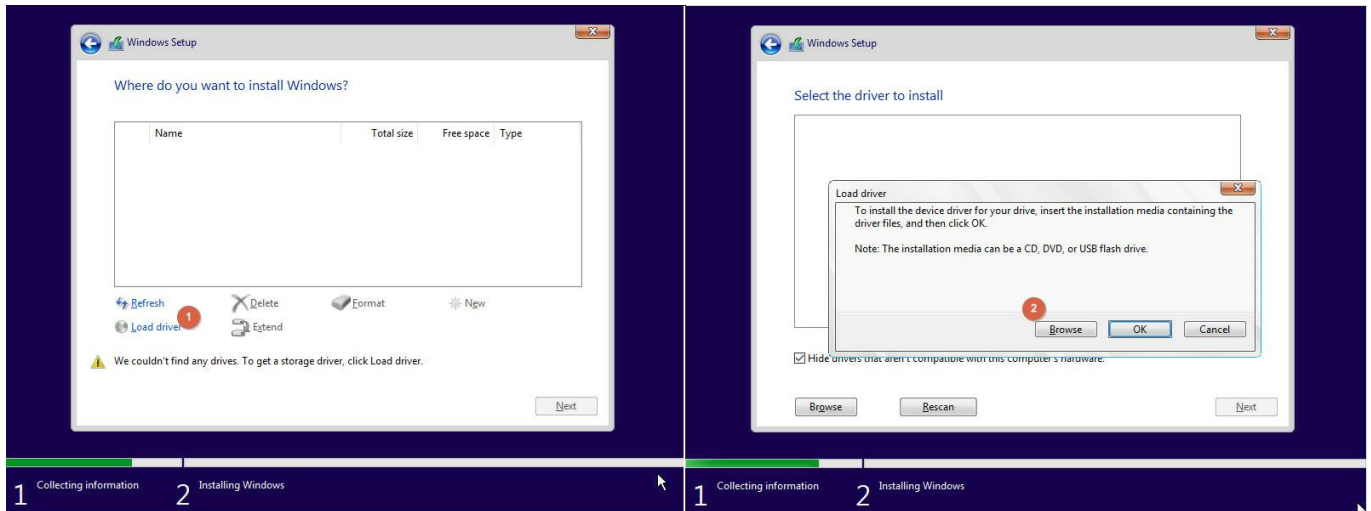 Windows Setup
Where do you want to install Windows?
Name Total size Free space Type
Refresh Delete Format New
1
Load driver Extend
We couldn't find any drives. To get a storage driver, click Load driver.
Next
1 Collecting information 2 Installing Windows
Windows Setup
Select the driver to install
Load driver
To install the device driver for your drive, insert the installation media containing the
driver files, and then click OK.
Note: The installation media can be a CD, DVD, or USB flash drive.
2
Browse OK Cancel
Hide drivers that aren't compatible with this computer's hardware.
Browse Rescan Next
1 Collecting information 2 Installing Windows